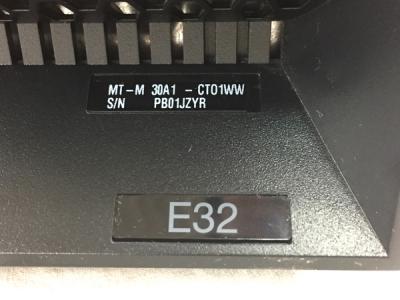 MT-M 30A1 - CTO1WW
S/N PB01JZYR
E32